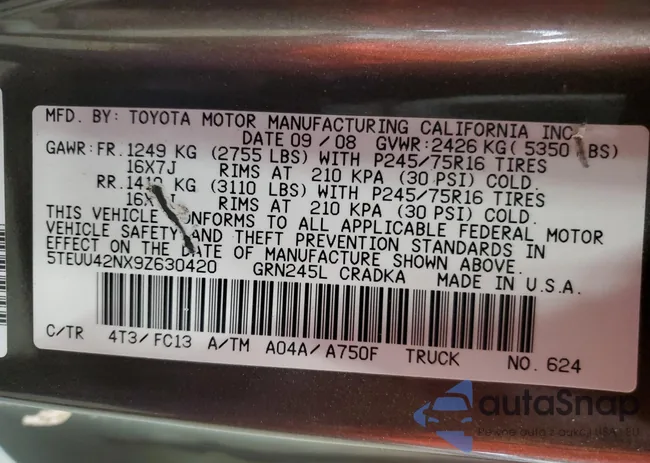 MFD. BY: TOYOTA MOTOR MANUFACTURING CALIFORNIA INC
DATE 09/08 GVWR:2426 KG( 5350 BS)
GAWR:FR.1249 KG (2755 LBS) WITH P245/75R16 TIRES
16X7J RIMS AT 210 KPA (30 PSI) COLD.
RR. KG (3110 LBS) WITH P245/75R16 TIRES
16X J RIMS AT 210 KPA (30 PSI) COLD.
THIS VEHICLE ONFORMS TO ALL APPLICABLE FEDERAL MOTOR
VEHICLE SAFETY AND THEFT PREVENTION STANDARDS IN
EFFECT ON THE DATE OF MANUFACTURE SHOWN ABOVE.
5TEUU42NX9Z630420 GRN245L CRADKA MADE IN U.S.A.
C/TR 4T3/FC13 A/TM A04A/A750F TRUCK NO. 624
autoSnap